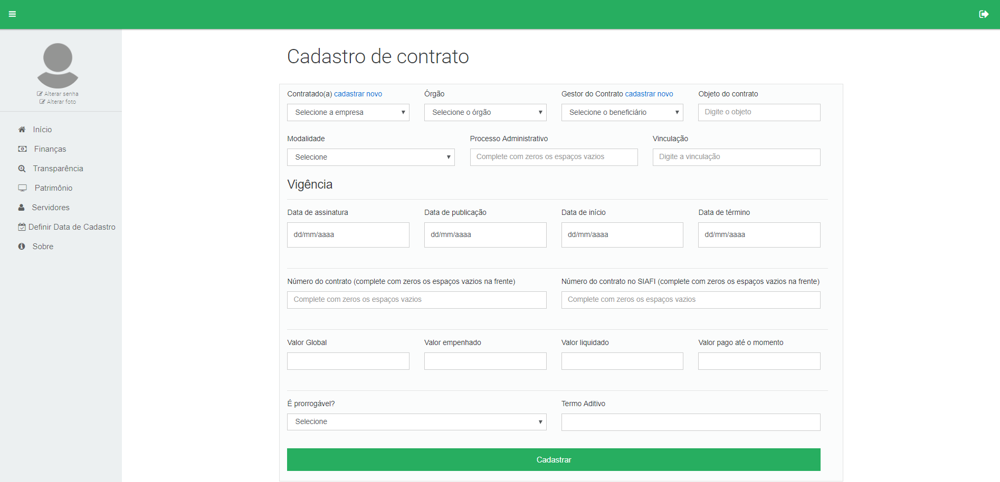 Alterar senha
Alterar foto
Início
Finanças
Transparência
Patrimônio
Servidores
Definir Data de Cadastro
Sobre
Cadastro de contrato
Contratado(a) cadastrar novo
Órgão
Gestor do Contrato cadastrar novo
Objeto do contrato
Selecione a empresa
Selecione o órgão
Selecione o beneficiário
Digite o objeto
Modalidade
Processo Administrativo
Vinculação
Selecione
Complete com zeros os espaços vazios
Digite a vinculação
Vigência
Data de assinatura
Data de publicação
Data de início
Data de término
dd/mm/aaaa
dd/mm/aaaa
dd/mm/aaaa
dd/mm/aaaa
Número do contrato (complete com zeros os espaços vazios na frente)
Número do contrato no SIAFI (complete com zeros os espaços vazios na frente)
Complete com zeros os espaços vazios
Complete com zeros os espaços vazios
Valor Global
Valor empenhado
Valor liquidado
Valor pago até o momento
É prorrogável?
Termo Aditivo
Selecione
Cadastrar